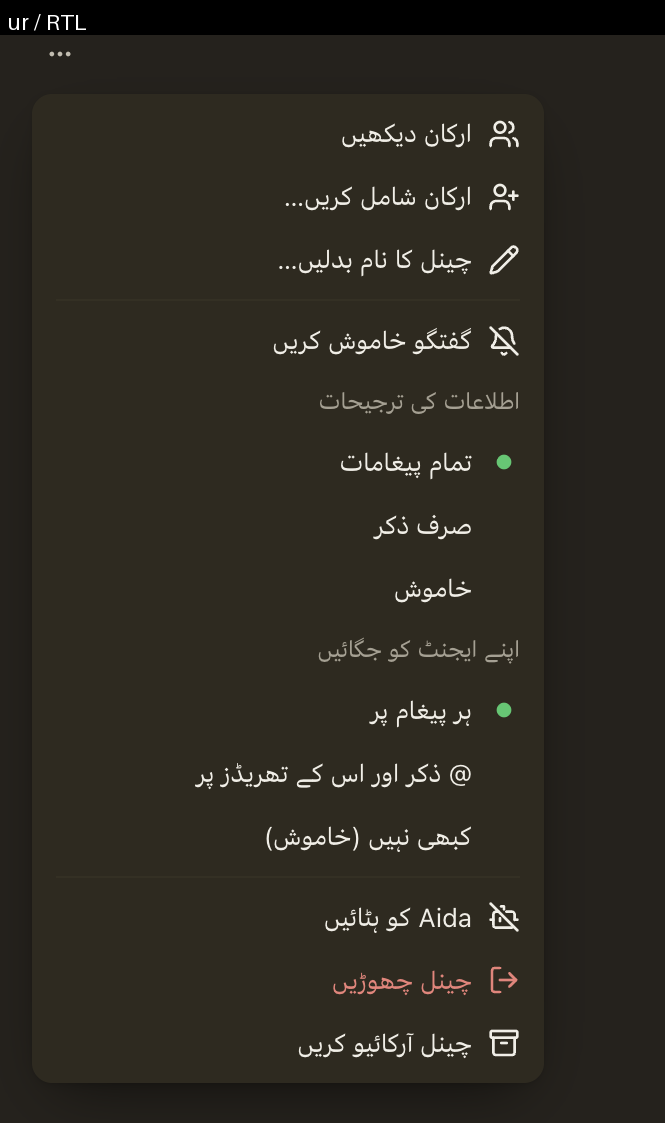 ur / RTL
ارکان دیکھیں
ارکان شامل کریں...
چینل کا نام بدلیں...
گفتگو خاموش کریں
اطلاعات کی ترجیحات
تمام پیغامات
صرف ذکر
خاموش
اپنے ایجنٹ کو جگائیں
ہر پیغام پر
@ ذکر اور اس کے تھریڈز پر
کبھی نہیں (خاموش)
Aida کو ہٹائیں
چینل چھوڑیں
چینل آرکائیو کریں